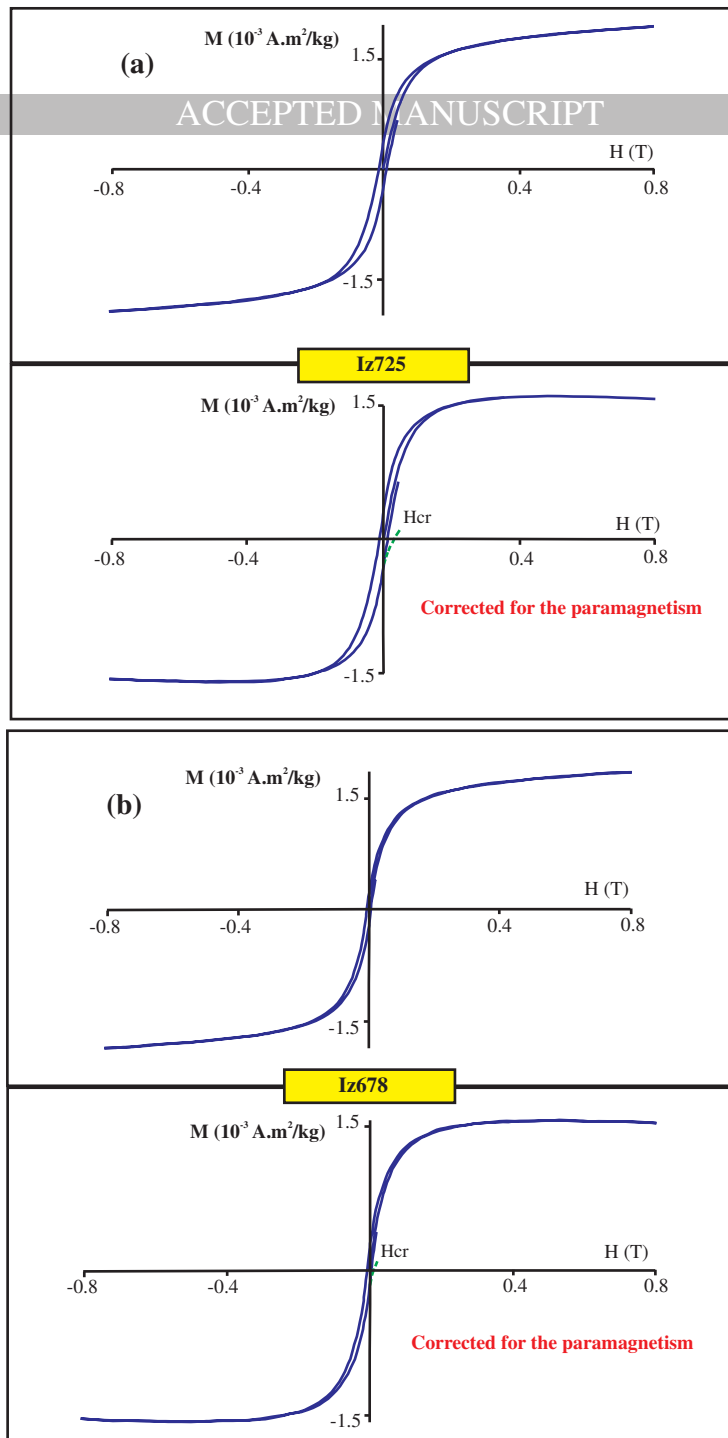 M (10⁻³ A.m²/kg)
1.5
(a)
ACCEPTED MANUSCRIPT
H (T)
-0.8 -0.4 0.4 0.8
-1.5
Iz725
M (10⁻³ A.m²/kg)
1.5
Hcr
H (T)
-0.8 -0.4 0.4 0.8
Corrected for the paramagnetism
-1.5
M (10⁻³ A.m²/kg)
1.5
(b)
H (T)
-0.8 -0.4 0.4 0.8
-1.5
Iz678
M (10⁻³ A.m²/kg)
1.5
Hcr
H (T)
-0.8 -0.4 0.4 0.8
Corrected for the paramagnetism
-1.5